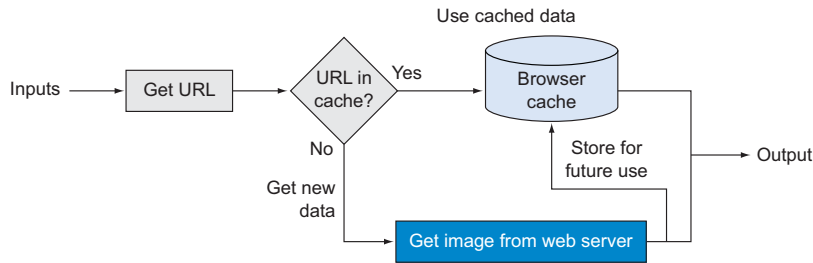 Use cached data
Inputs
Get URL
URL in
cache?
Yes
Browser
cache
No
Store for
future use
Output
Get new
data
Get image from web server